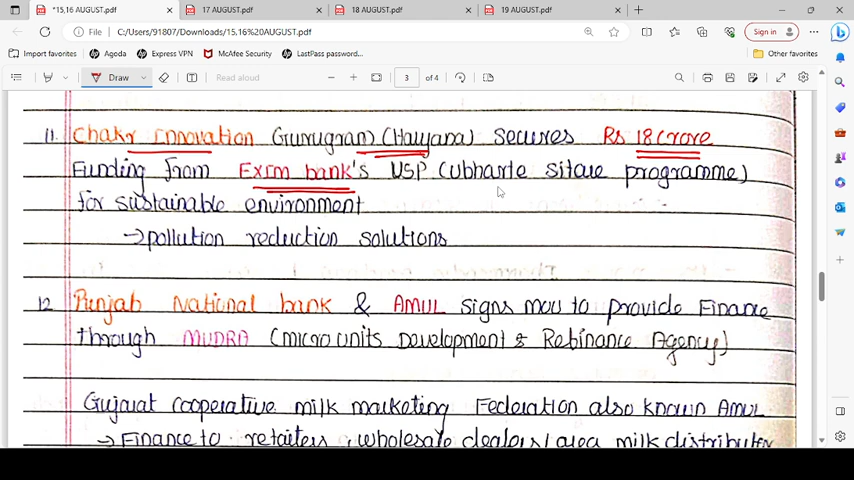 *15,16 AUGUST.pdf
17 AUGUST.pdf
18 AUGUST.pdf
19 AUGUST.pdf
File
C:/Users/91807/Downloads/15,16%20AUGUST.pdf
Sign in
Import favorites
Agoda
Express VPN
McAfee Security
LastPass password...
Other favorites
Draw
Read aloud
3 of 4
11. Chakr Innovation Gurugram (Haryana) secures Rs 18 Crore
Funding from Exim bank's USP (ubharte sitare programme)
for sustainable environment
→ pollution reduction solutions
12. Punjab National bank & AMUL signs mou to provide Finance
through MUDRA (micro units Development & Refinance Agency)
Gujarat cooperative milk marketing Federation also known AMUL
→ Finance to retailers, wholesale dealers/area milk distributer